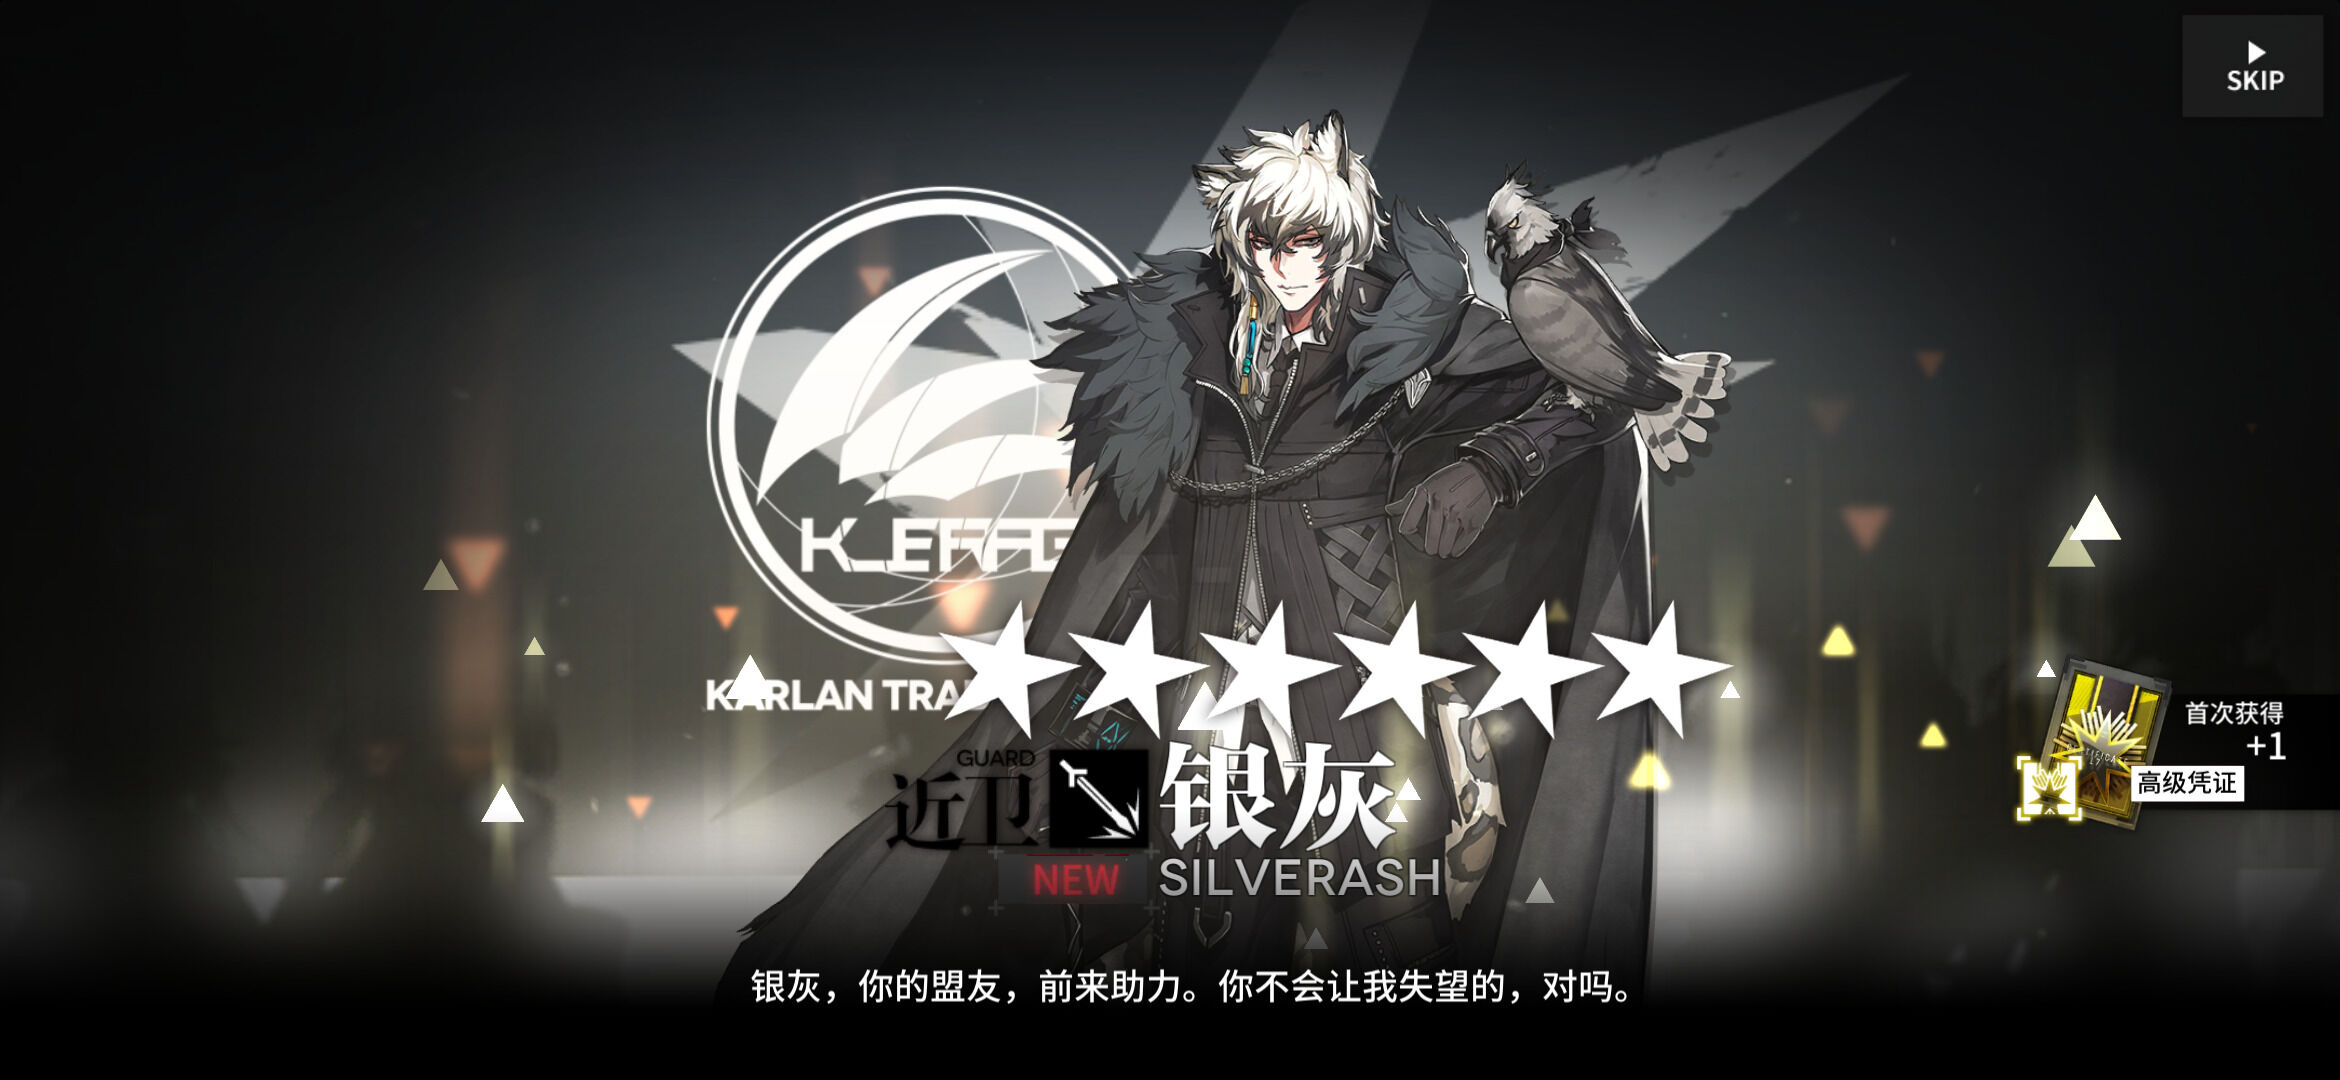 SKIP
K_ERAG
KARLAN TRA
首次获得
+1
高级凭证
GUARD
近卫
银灰
NEW
SILVERASH
银灰，你的盟友，前来助力。你不会让我失望的，对吗。